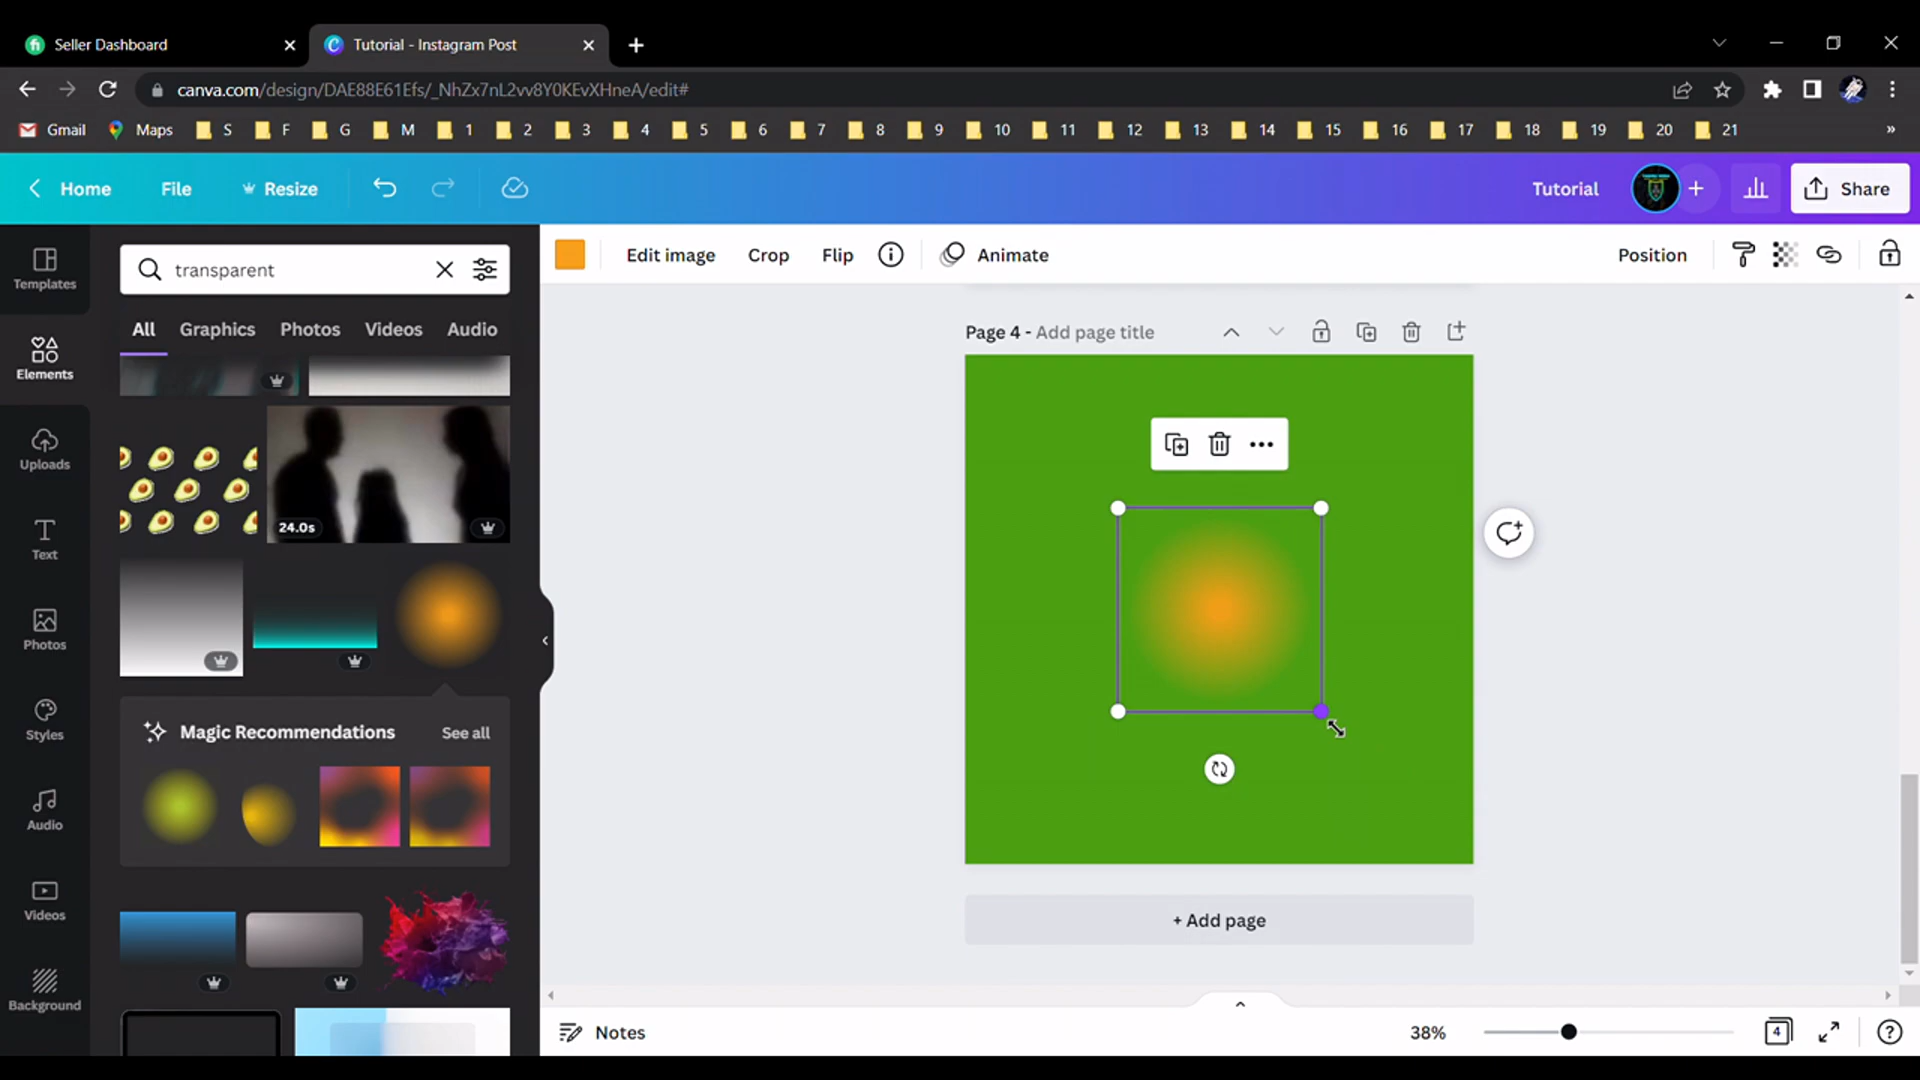 Seller Dashboard
Tutorial - Instagram Post
canva.com/design/DAE88E61Efs/_NhZx7nL2vv8Y0KEvXHneA/edit#
Gmail Maps S F G M 1 2 3 4 5 6 7 8 9 10 11 12 13 14 15 16 17 18 19 20 21 »
Home File Resize Tutorial + Share
transparent
Edit image Crop Flip Animate Position
Templates
All Graphics Photos Videos Audio
Page 4 - Add page title
Elements
Uploads
24.0s
Text
Photos
Magic Recommendations See all
Styles
Audio
Videos
+ Add page
Background
Notes 38% 4